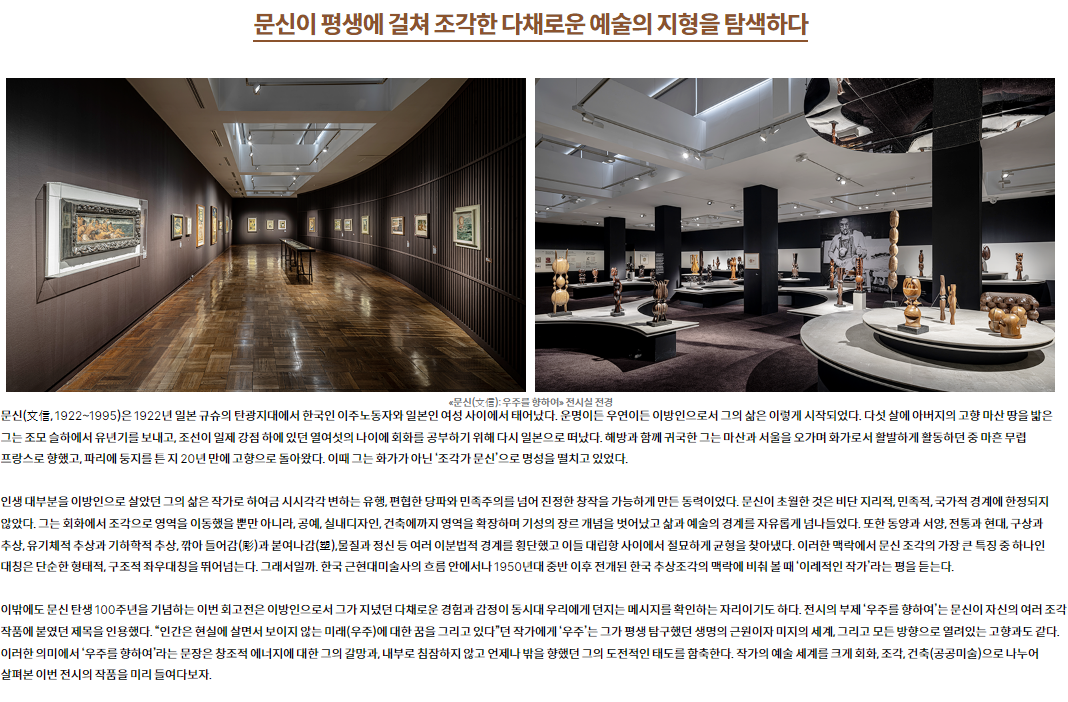 문신이 평생에 걸쳐 조각한 다채로운 예술의 지형을 탐색하다
«문신(文信): 우주를 향하여» 전시실 전경
문신(文信, 1922~1995)은 1922년 일본 규슈의 탄광지대에서 한국인 이주노동자와 일본인 여성 사이에서 태어났다. 운명이든 우연이든 이방인으로서 그의 삶은 이렇게 시작되었다. 다섯 살에 아버지의 고향 마산 땅을 밟은
그는 조모 슬하에서 유년기를 보내고, 조선이 일제 강점 하에 있던 열여섯의 나이에 회화를 공부하기 위해 다시 일본으로 떠났다. 해방과 함께 귀국한 그는 마산과 서울을 오가며 화가로서 활발하게 활동하던 중 마흔 무렵
프랑스로 향했고, 파리에 둥지를 튼 지 20년 만에 고향으로 돌아왔다. 이때 그는 화가가 아닌 ‘조각가 문신’으로 명성을 떨치고 있었다.
인생 대부분을 이방인으로 살았던 그의 삶은 작가로 하여금 시시각각 변하는 유행, 편협한 당파와 민족주의를 넘어 진정한 창작을 가능하게 만든 동력이었다. 문신이 초월한 것은 비단 지리적, 민족적, 국가적 경계에 한정되지
않았다. 그는 회화에서 조각으로 영역을 이동했을 뿐만 아니라, 공예, 실내디자인, 건축에까지 영역을 확장하며 기성의 장르 개념을 벗어났고 삶과 예술의 경계를 자유롭게 넘나들었다. 또한 동양과 서양, 전통과 현대, 구상과
추상, 유기체적 추상과 기하학적 추상, 깎아 들어감(彫)과 붙여나감(塑),물질과 정신 등 여러 이분법적 경계를 횡단했고 이들 대립항 사이에서 절묘하게 균형을 찾아냈다. 이러한 맥락에서 문신 조각의 가장 큰 특징 중 하나인
대칭은 단순한 형태적, 구조적 좌우대칭을 뛰어넘는다. 그래서일까. 한국 근현대미술사의 흐름 안에서나 1950년대 중반 이후 전개된 한국 추상조각의 맥락에 비춰 볼 때 ‘이례적인 작가’라는 평을 듣는다.
이밖에도 문신 탄생 100주년을 기념하는 이번 회고전은 이방인으로서 그가 지녔던 다채로운 경험과 감정이 동시대 우리에게 던지는 메시지를 확인하는 자리이기도 하다. 전시의 부제 ‘우주를 향하여’는 문신이 자신의 여러 조각
작품에 붙였던 제목을 인용했다. “인간은 현실에 살면서 보이지 않는 미래(우주)에 대한 꿈을 그리고 있다”던 작가에게 ‘우주’는 그가 평생 탐구했던 생명의 근원이자 미지의 세계, 그리고 모든 방향으로 열려있는 고향과도 같다.
이러한 의미에서 ‘우주를 향하여’라는 문장은 창조적 에너지에 대한 그의 갈망과, 내부로 침잠하지 않고 언제나 밖을 향했던 그의 도전적인 태도를 함축한다. 작가의 예술 세계를 크게 회화, 조각, 건축(공공미술)으로 나누어
살펴본 이번 전시의 작품을 미리 들여다보자.